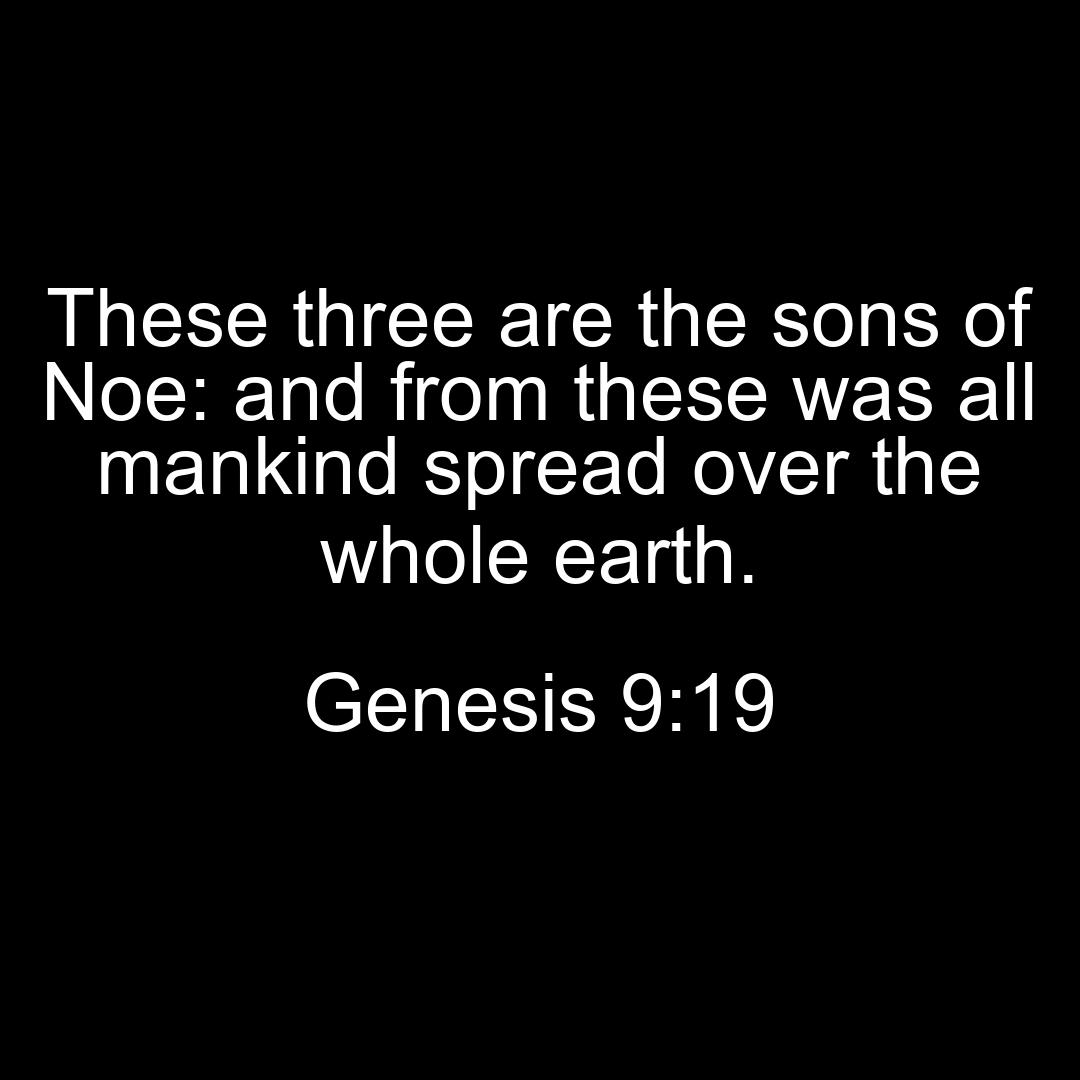 These three are the sons of
Noe: and from these was all
mankind spread over the
whole earth.
Genesis 9:19